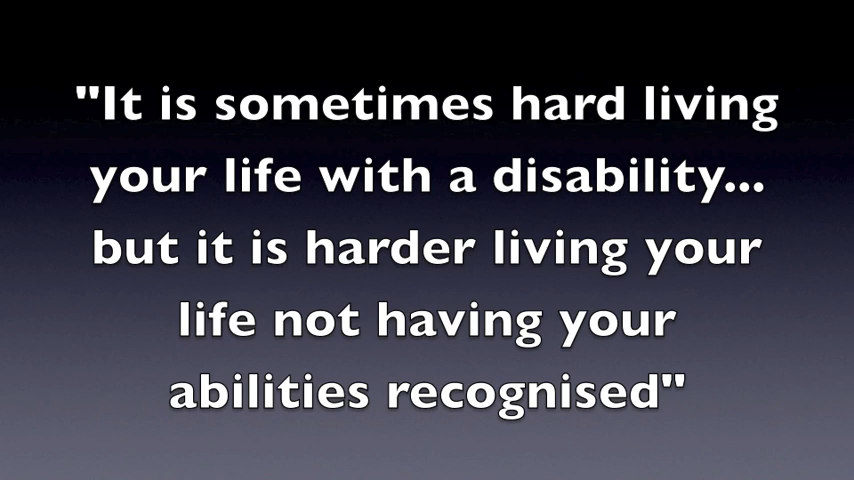 "It is sometimes hard living
your life with a disability...
but it is harder living your
life not having your
abilities recognised"